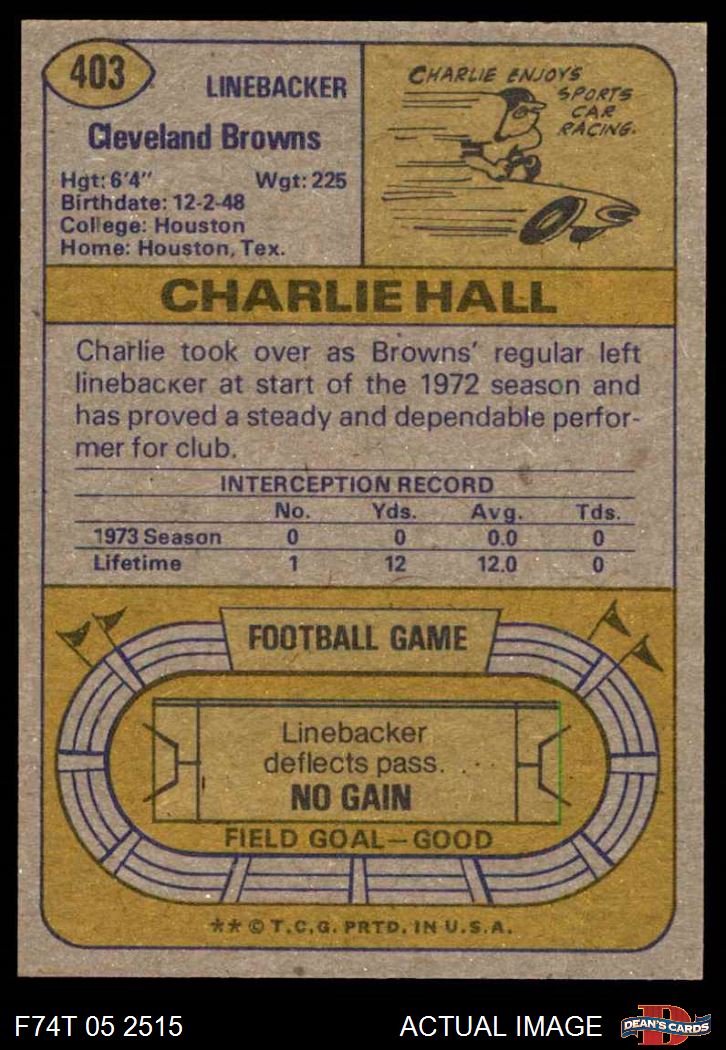 403
LINEBACKER
Cleveland Browns
Hgt: 6'4" Wgt: 225
Birthdate: 12-2-48
College: Houston
Home: Houston, Tex.
CHARLIE ENJOYS
SPORTS
CAR
RACING.
CHARLIE HALL
Charlie took over as Browns' regular left
linebacker at start of the 1972 season and
has proved a steady and dependable perfor-
mer for club.
INTERCEPTION RECORD
No. Yds. Avg. Tds.
1973 Season 0 0 0.0 0
Lifetime 1 12 12.0 0
FOOTBALL GAME
Linebacker
deflects pass. . .
NO GAIN
FIELD GOAL—GOOD
** © T.C.G. PRTD. IN U.S.A.
F74T 05 2515 ACTUAL IMAGE
D
DEAN'S CARDS